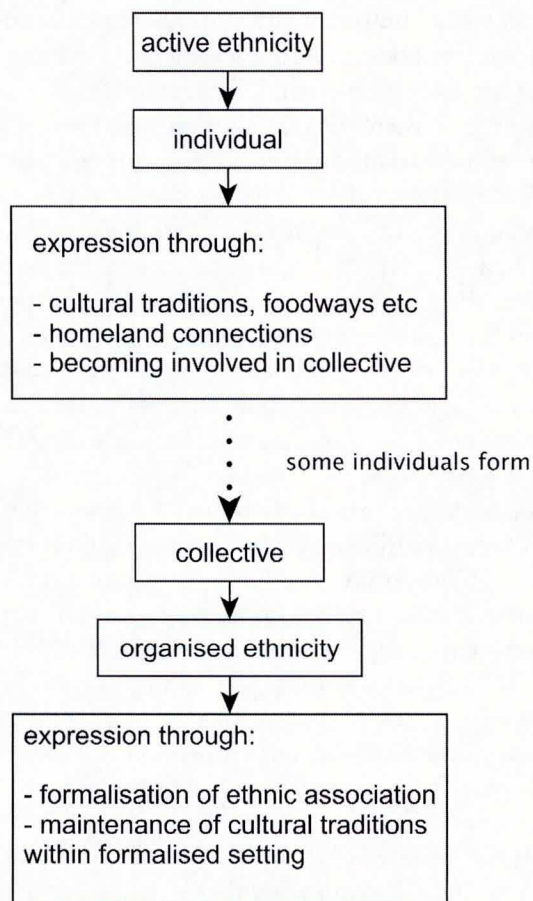 active ethnicity
individual
expression through:
- cultural traditions, foodways etc
- homeland connections
- becoming involved in collective
some individuals form
collective
organised ethnicity
expression through:
- formalisation of ethnic association
- maintenance of cultural traditions
within formalised setting